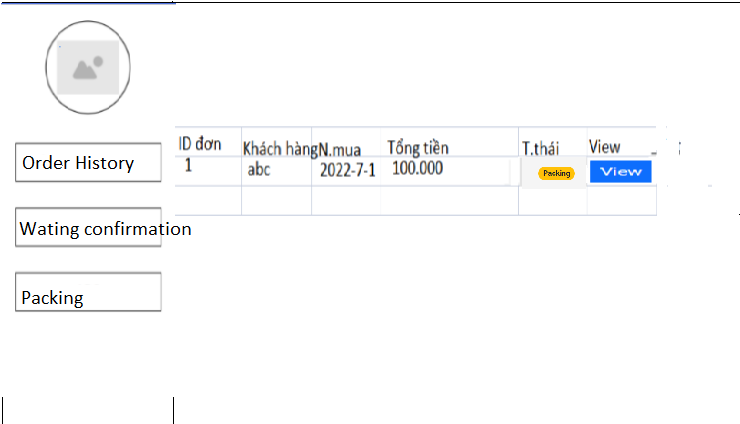 Order History
Wating confirmation
Packing
ID đơn Khách hàng N.mua Tổng tiền T.thái View
1 abc 2022-7-1 100.000 Packing View